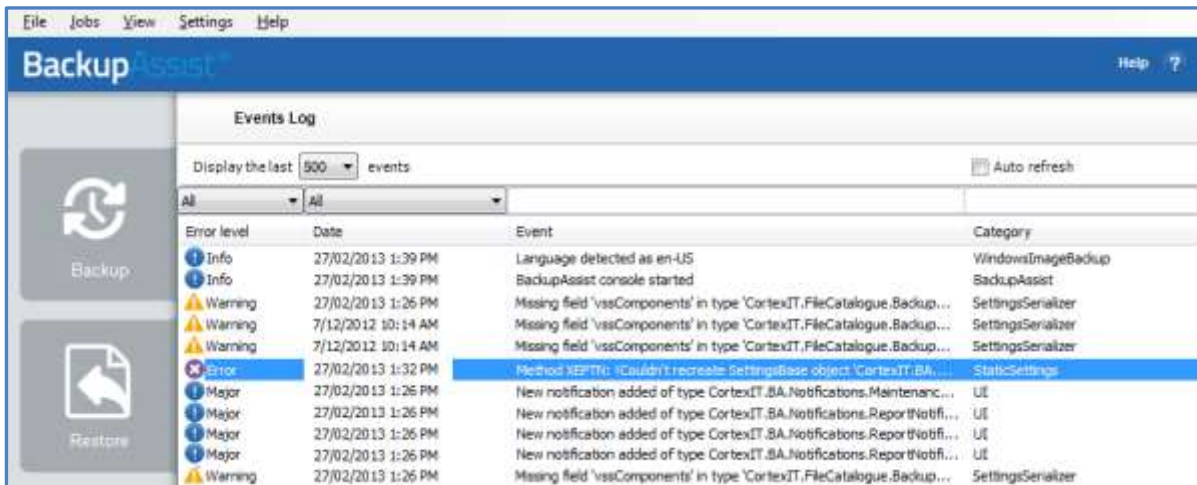 File Jobs View Settings Help
BackupAssist™ Help ?
Events Log
Display the last 500 events Auto refresh
All All
Error level Date Event Category
Info 27/02/2013 1:39 PM Language detected as en-US WindowsImageBackup
Info 27/02/2013 1:39 PM BackupAssist console started BackupAssist
Warning 27/02/2013 1:26 PM Missing field 'vssComponents' in type 'CortexIT.FileCatalogue.Backup... SettingsSerializer
Warning 7/12/2012 10:14 AM Missing field 'vssComponents' in type 'CortexIT.FileCatalogue.Backup... SettingsSerializer
Warning 7/12/2012 10:14 AM Missing field 'vssComponents' in type 'CortexIT.FileCatalogue.Backup... SettingsSerializer
Error 27/02/2013 1:32 PM Method XEPTN: !Couldn't recreate SettingsBase object 'CortexIT.BA.... StaticSettings
Major 27/02/2013 1:26 PM New notification added of type CortexIT.BA.Notifications.Maintenanc... UI
Major 27/02/2013 1:26 PM New notification added of type CortexIT.BA.Notifications.ReportNotifi... UI
Major 27/02/2013 1:26 PM New notification added of type CortexIT.BA.Notifications.ReportNotifi... UI
Major 27/02/2013 1:26 PM New notification added of type CortexIT.BA.Notifications.ReportNotifi... UI
Warning 27/02/2013 1:26 PM Missing field 'vssComponents' in type 'CortexIT.FileCatalogue.Backup... SettingsSerializer
Backup
Restore